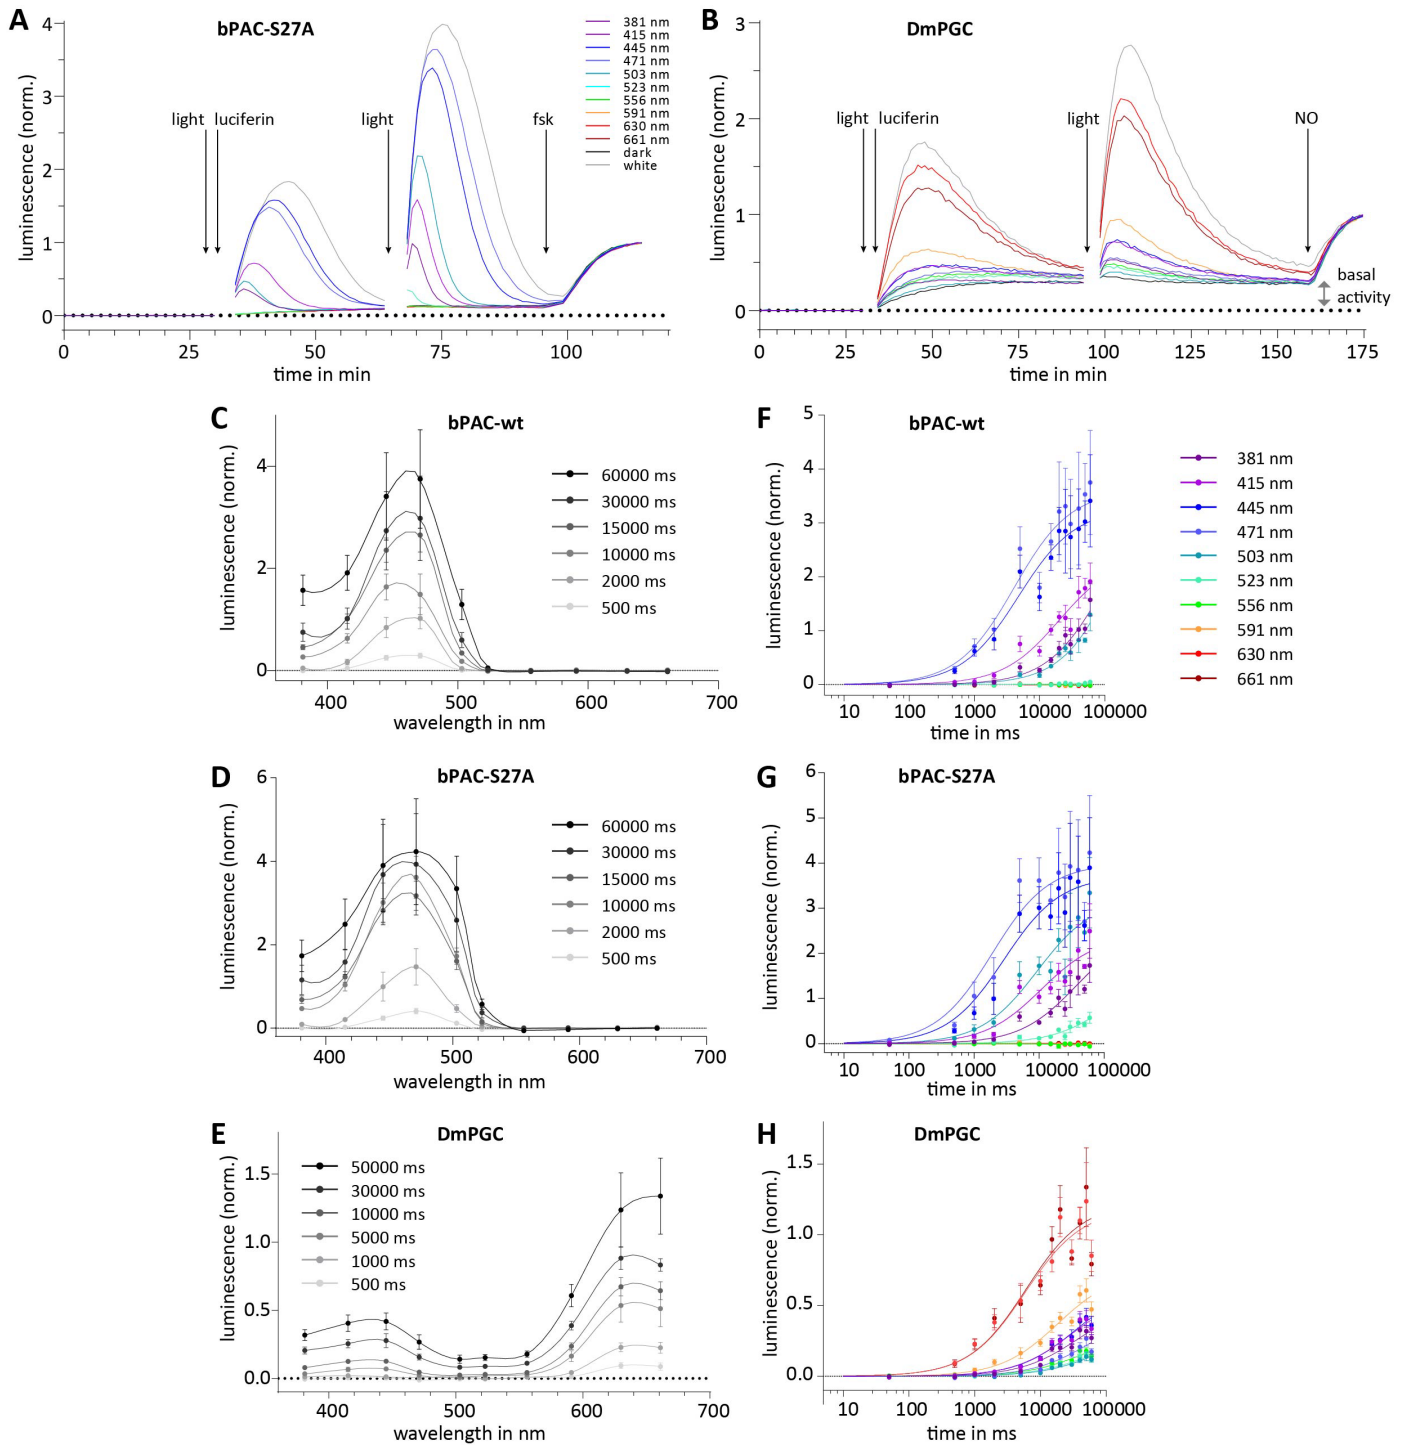 A
bPAC-S27A
luminescence (norm.)
4
3
2
1
0
light
luciferin
light
fsk
381 nm
415 nm
445 nm
471 nm
503 nm
523 nm
556 nm
591 nm
630 nm
661 nm
dark
white
0 25 50 75 100
time in min
B
DmPGC
luminescence (norm.)
3
2
1
0
light
luciferin
light
NO
basal
activity
0 25 50 75 100 125 150 175
time in min
C
bPAC-wt
luminescence (norm.)
4
2
0
60000 ms
30000 ms
15000 ms
10000 ms
2000 ms
500 ms
400 500 600 700
wavelength in nm
F
bPAC-wt
luminescence (norm.)
5
4
3
2
1
0
10 100 1000 10000 100000
time in ms
381 nm
415 nm
445 nm
471 nm
503 nm
523 nm
556 nm
591 nm
630 nm
661 nm
D
bPAC-S27A
luminescence (norm.)
6
4
2
0
60000 ms
30000 ms
15000 ms
10000 ms
2000 ms
500 ms
400 500 600 700
wavelength in nm
G
bPAC-S27A
luminescence (norm.)
6
5
4
3
2
1
0
10 100 1000 10000 100000
time in ms
E
DmPGC
luminescence (norm.)
1.5
1.0
0.5
0.0
50000 ms
30000 ms
10000 ms
5000 ms
1000 ms
500 ms
400 500 600 700
wavelength in nm
H
DmPGC
luminescence (norm.)
1.5
1.0
0.5
0.0
10 100 1000 10000 100000
time in ms